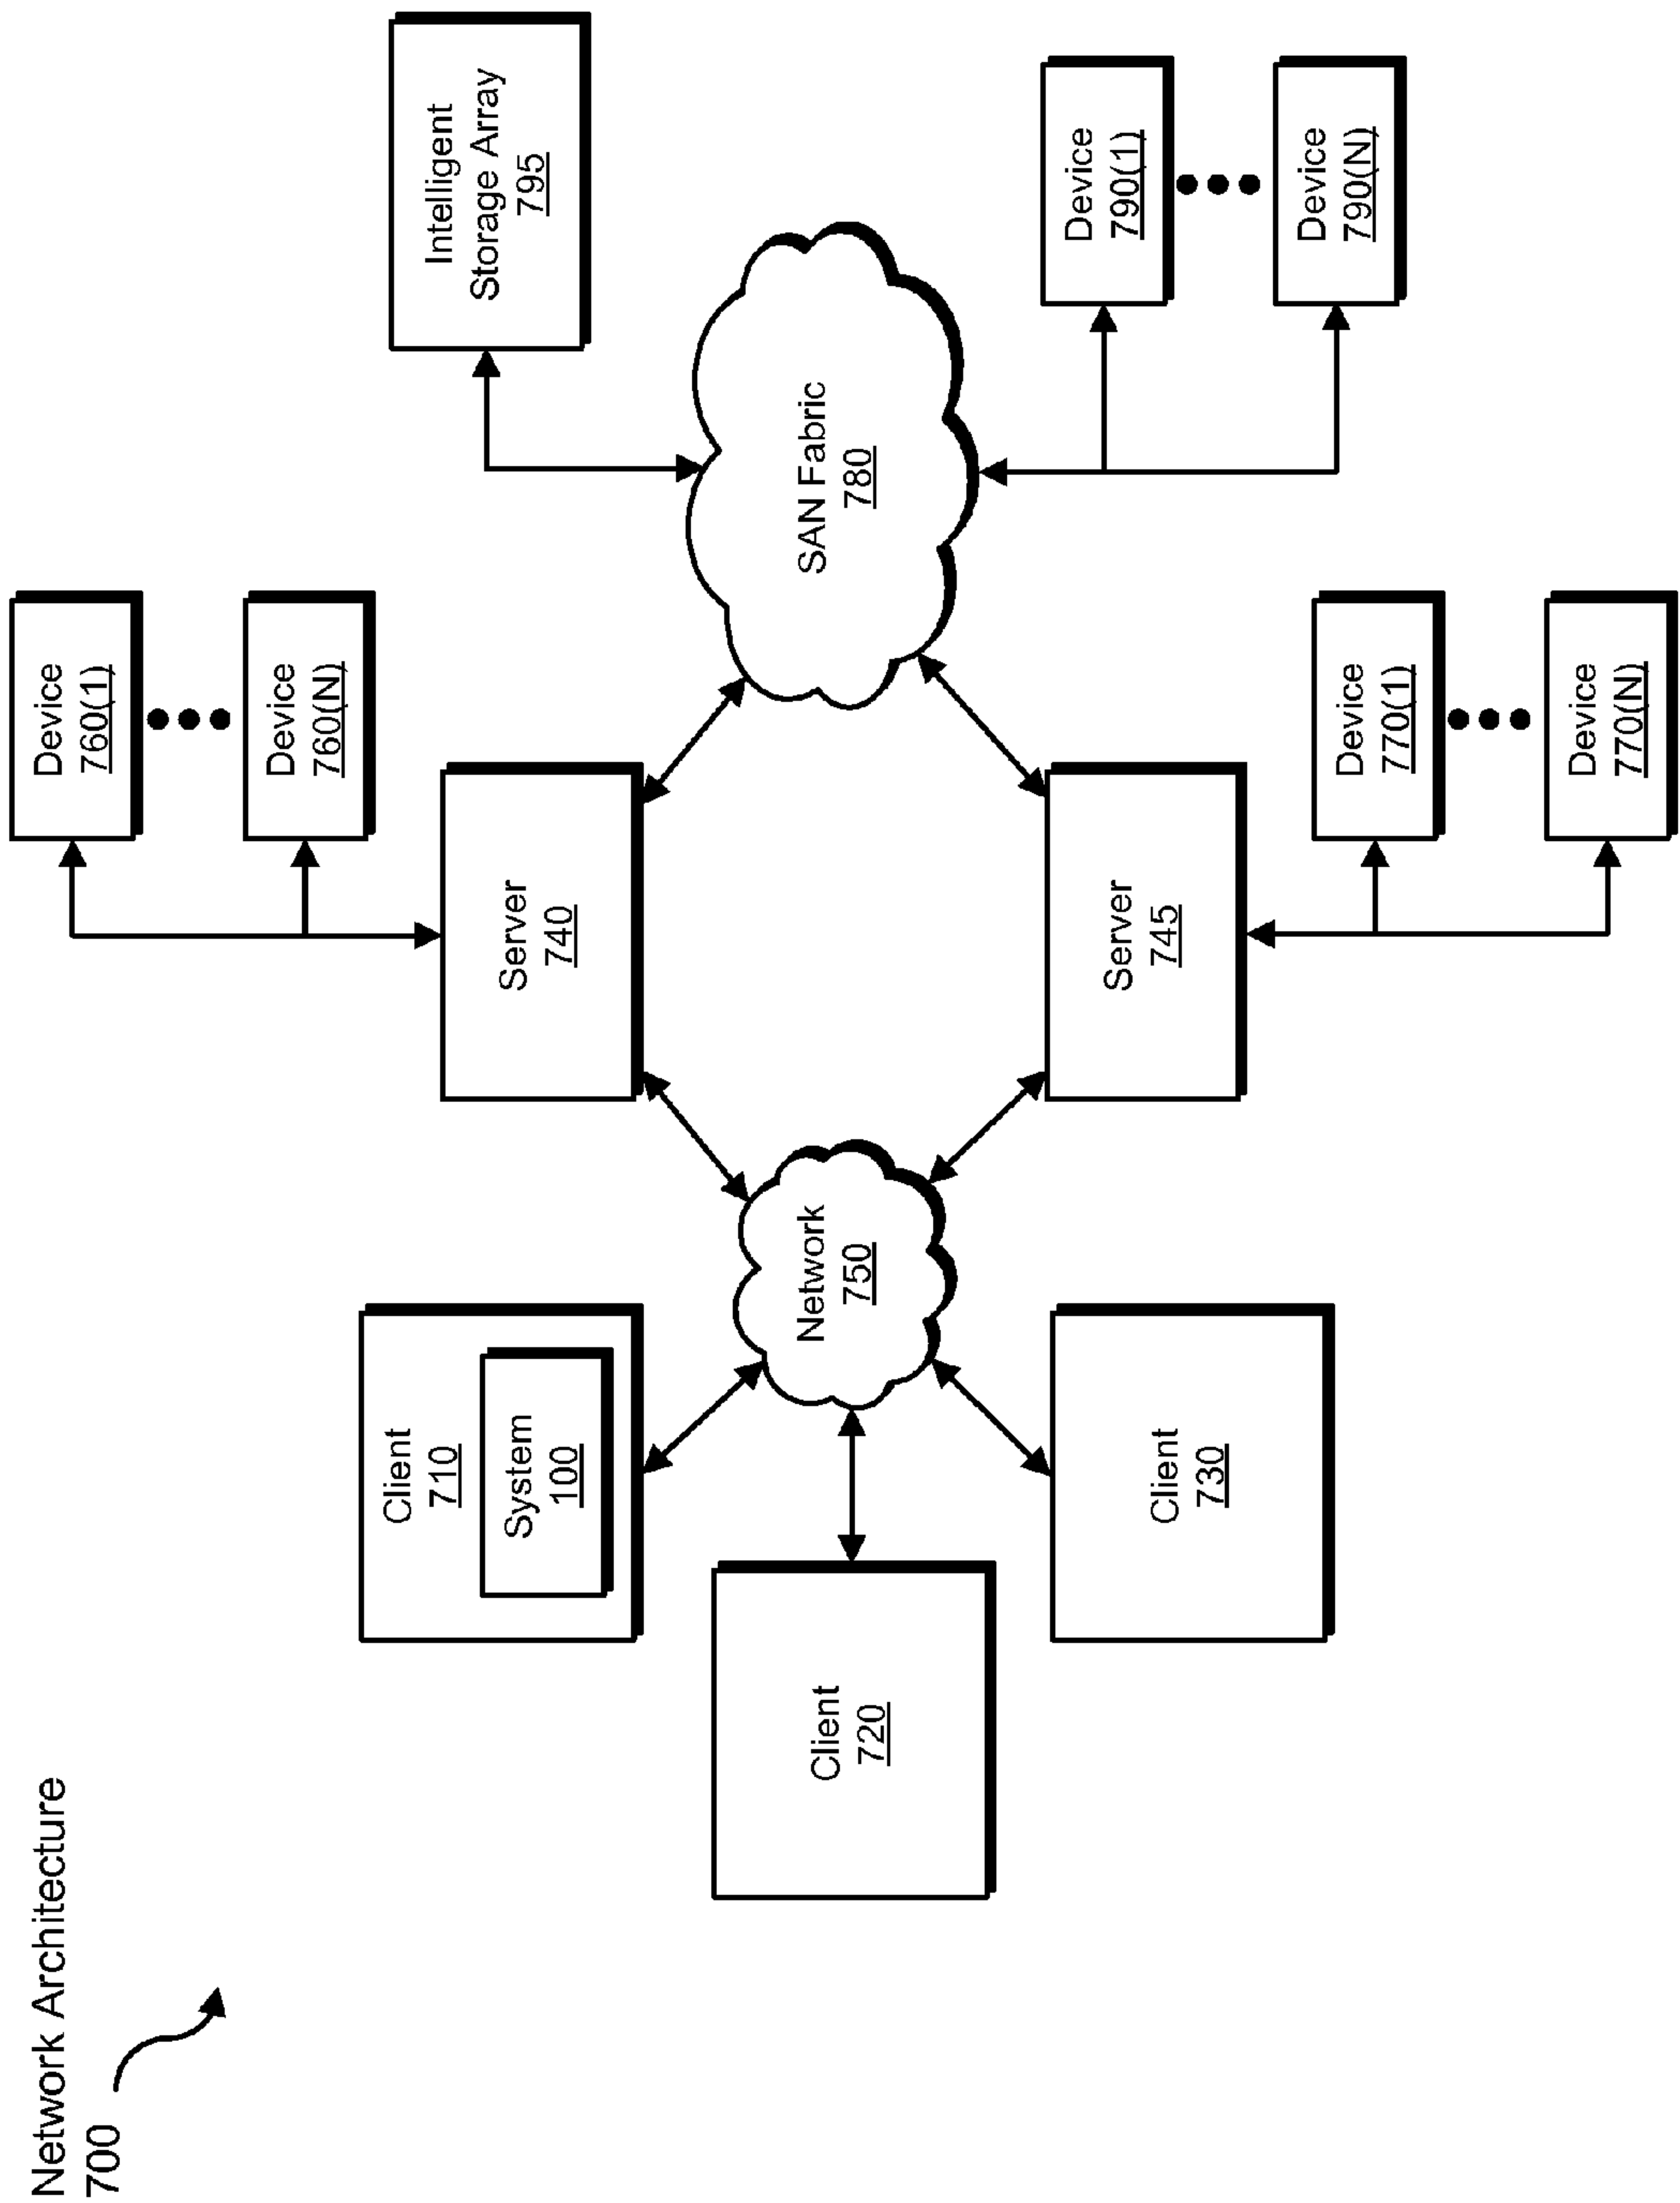 Network Architecture
700
Client
710
System
100
Client
720
Client
730
Network
750
Server
740
Server
745
Device
760(1)
Device
760(N)
Device
770(1)
Device
770(N)
SAN Fabric
780
Intelligent
Storage Array
795
Device
790(1)
Device
790(N)